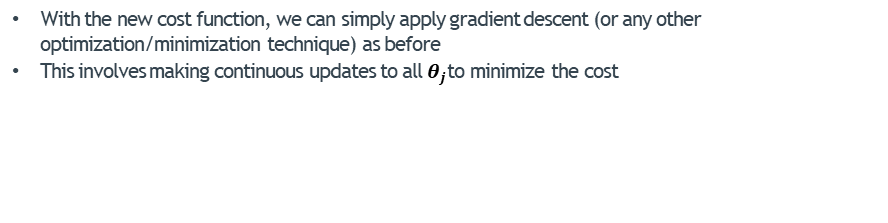 • With the new cost function, we can simply apply gradient descent (or any other
optimization/minimization technique) as before
• This involves making continuous updates to all θⱼ to minimize the cost